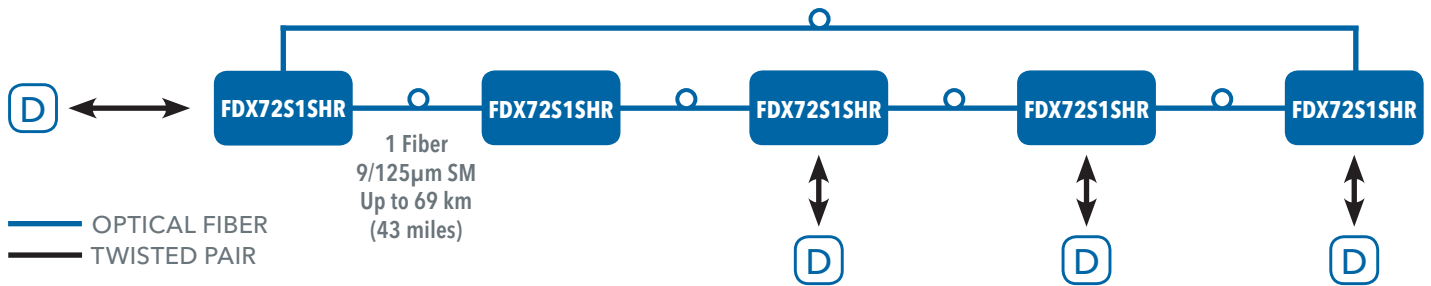 D
FDX72S1SHR
FDX72S1SHR
FDX72S1SHR
FDX72S1SHR
FDX72S1SHR
1 Fiber
9/125µm SM
Up to 69 km
(43 miles)
OPTICAL FIBER
TWISTED PAIR
D
D
D